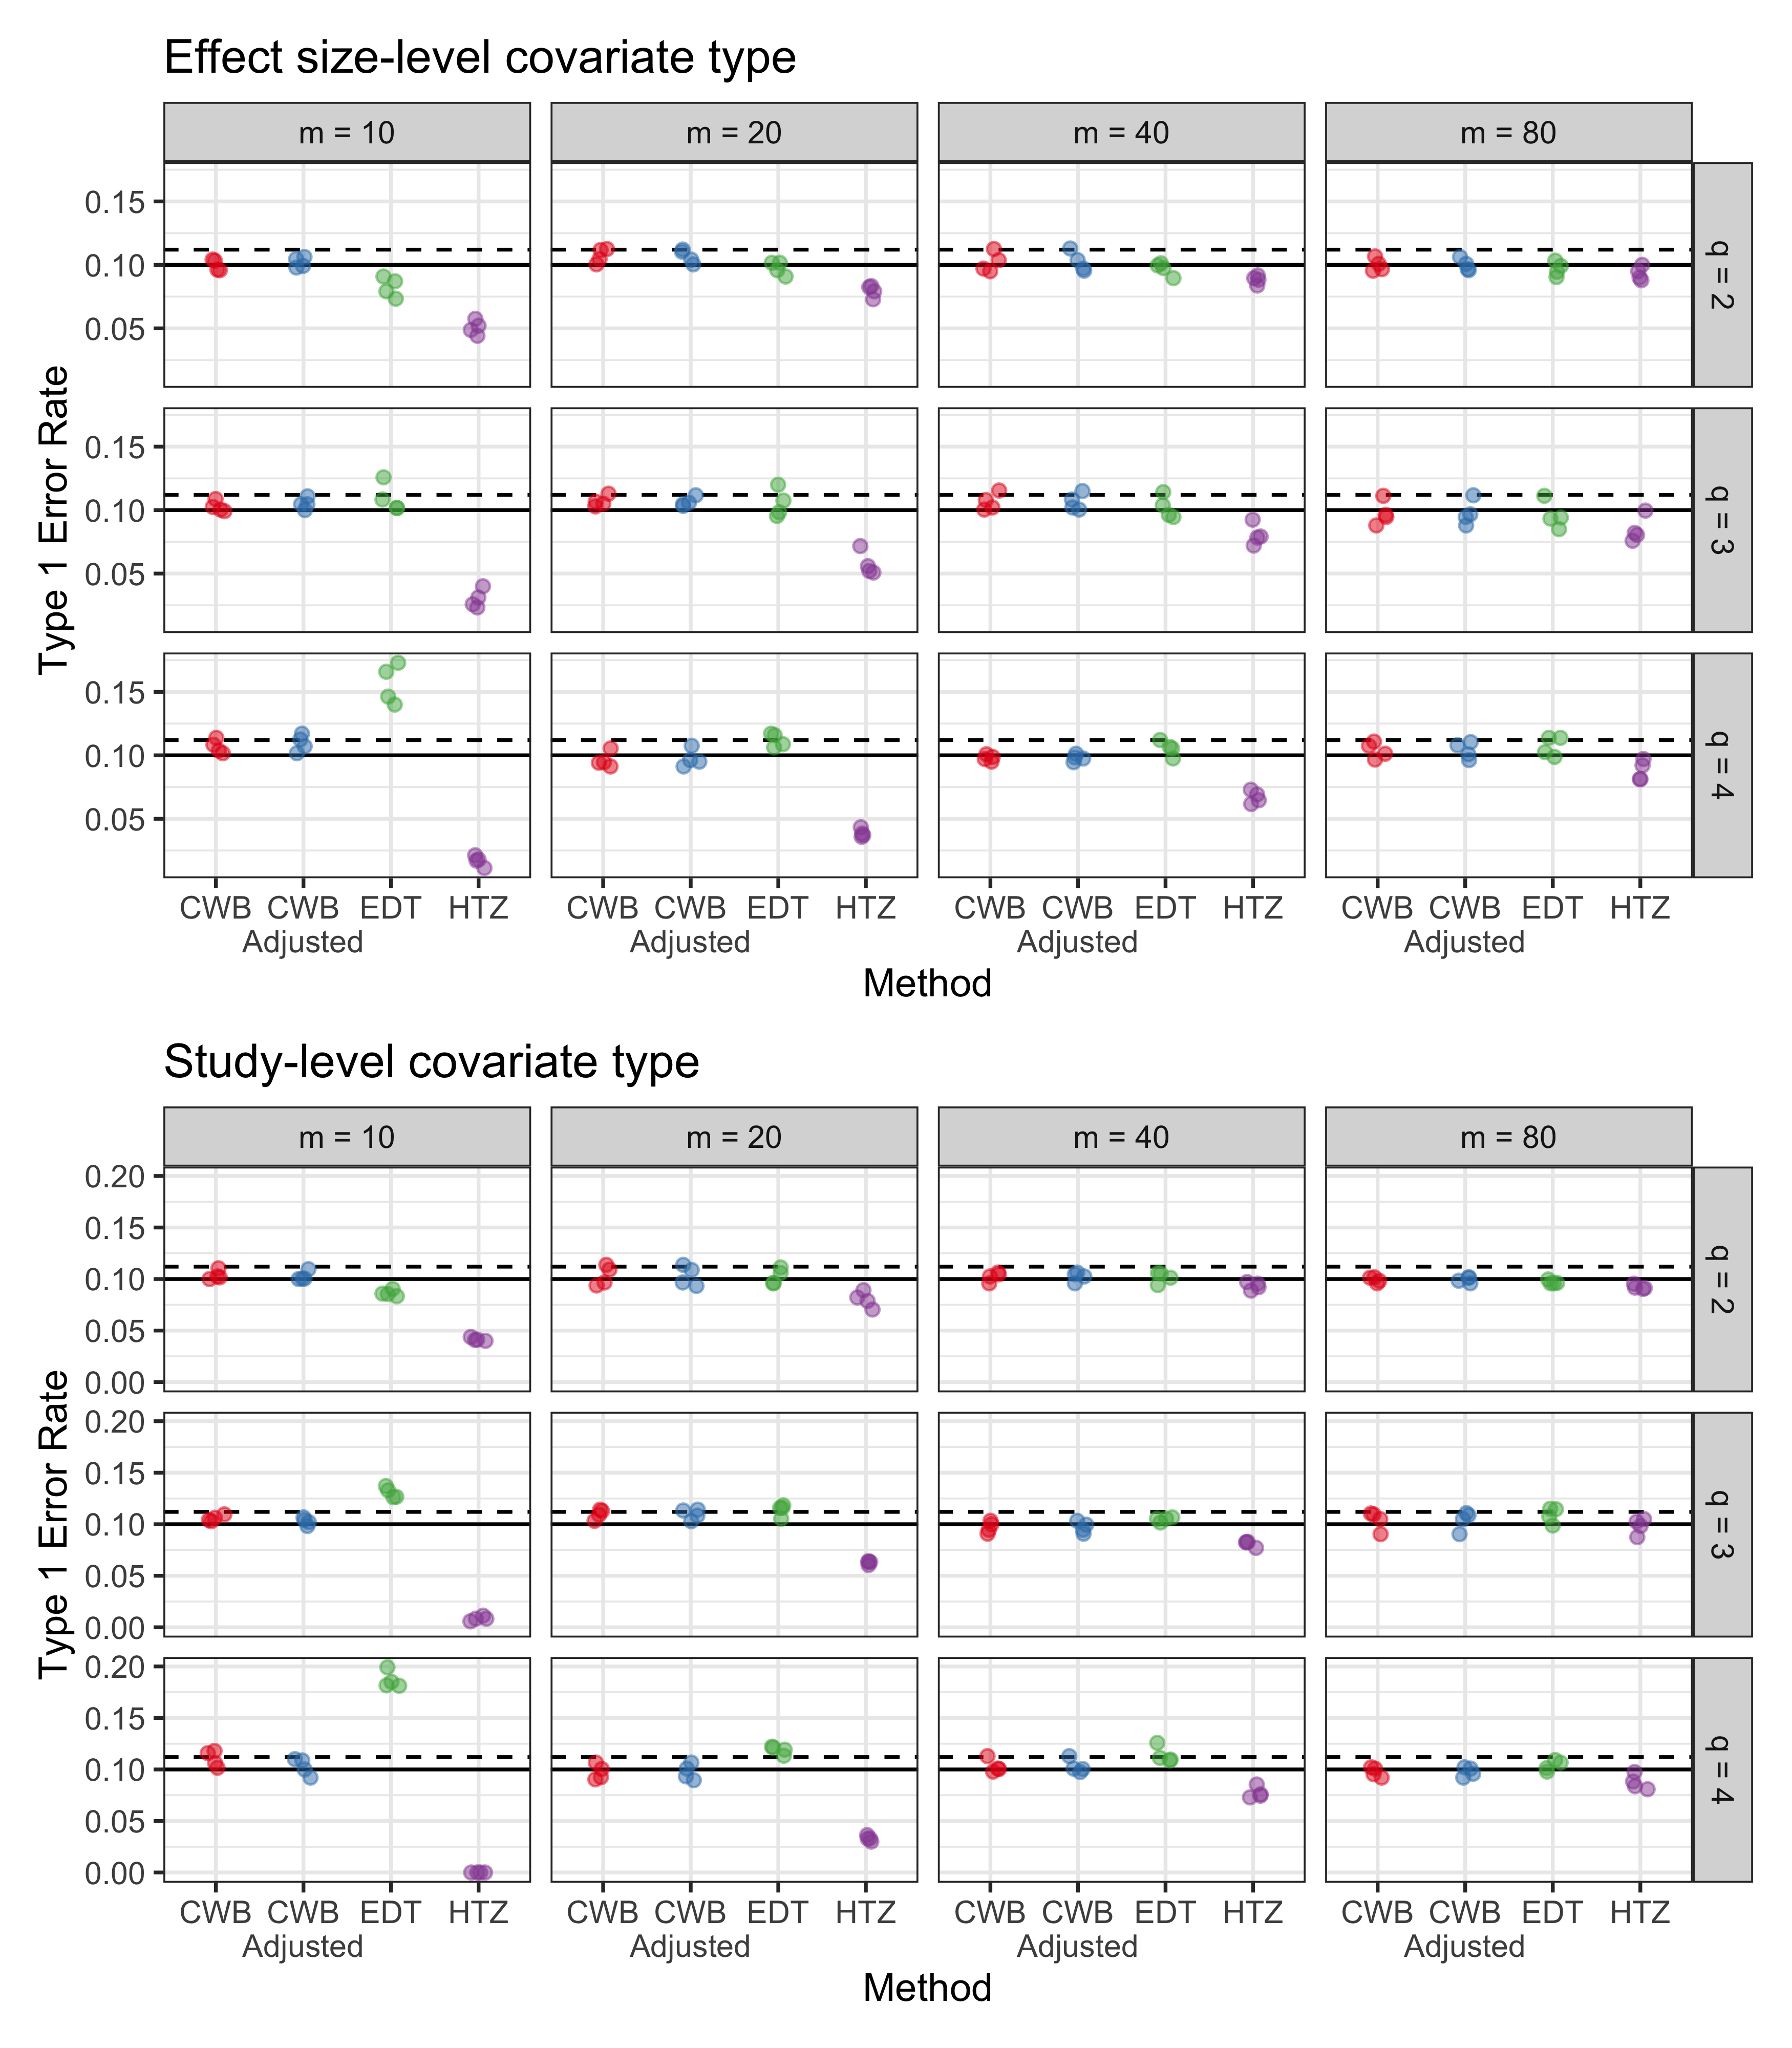 Effect size-level covariate type
m = 10 m = 20 m = 40 m = 80
Type 1 Error Rate
0.15
0.10
0.05
q = 2
0.15
0.10
0.05
q = 3
0.15
0.10
0.05
q = 4
CWB CWB EDT HTZ CWB CWB EDT HTZ CWB CWB EDT HTZ CWB CWB EDT HTZ
Adjusted Adjusted Adjusted Adjusted
Method
Study-level covariate type
m = 10 m = 20 m = 40 m = 80
Type 1 Error Rate
0.20
0.15
0.10
0.05
0.00
q = 2
0.20
0.15
0.10
0.05
0.00
q = 3
0.20
0.15
0.10
0.05
0.00
q = 4
CWB CWB EDT HTZ CWB CWB EDT HTZ CWB CWB EDT HTZ CWB CWB EDT HTZ
Adjusted Adjusted Adjusted Adjusted
Method